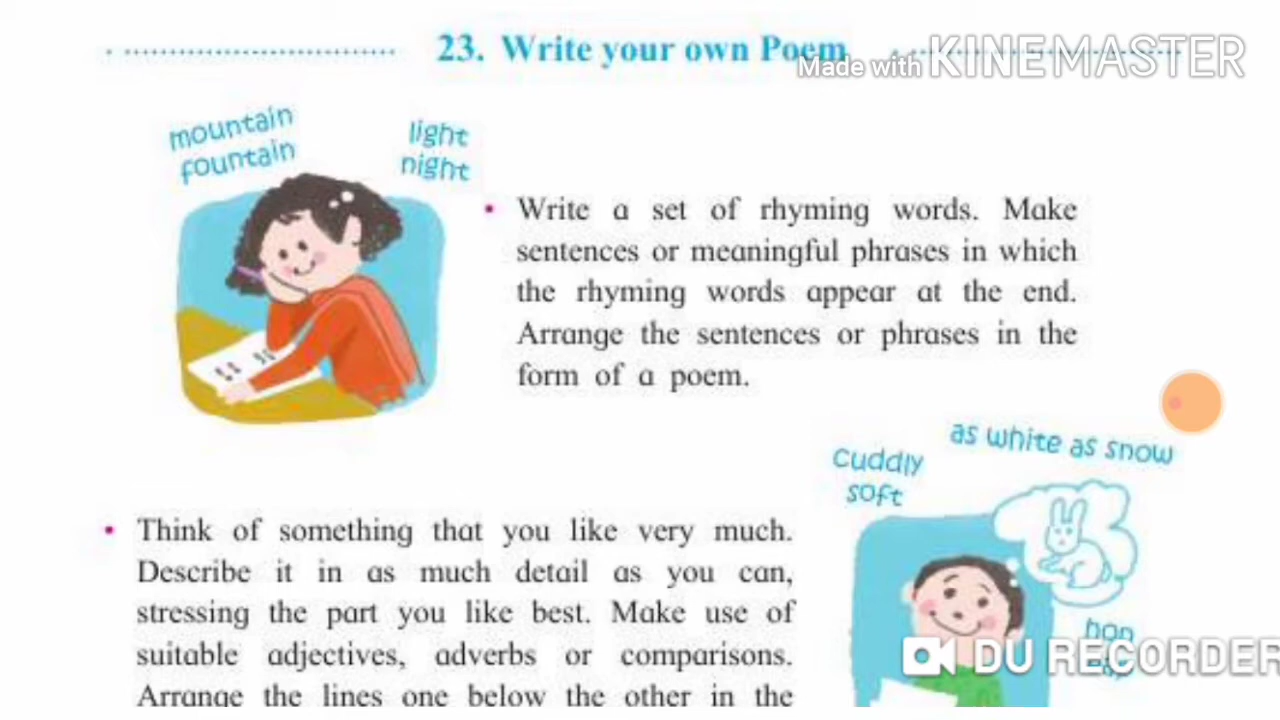 23. Write your own Poem
Made with KINEMASTER
mountain
fountain
light
night
• Write a set of rhyming words. Make
sentences or meaningful phrases in which
the rhyming words appear at the end.
Arrange the sentences or phrases in the
form of a poem.
as white as snow
cuddly
soft
• Think of something that you like very much.
Describe it in as much detail as you can,
stressing the part you like best. Make use of
suitable adjectives, adverbs or comparisons.
Arrange the lines one below the other in the
hop
DU RECORDER